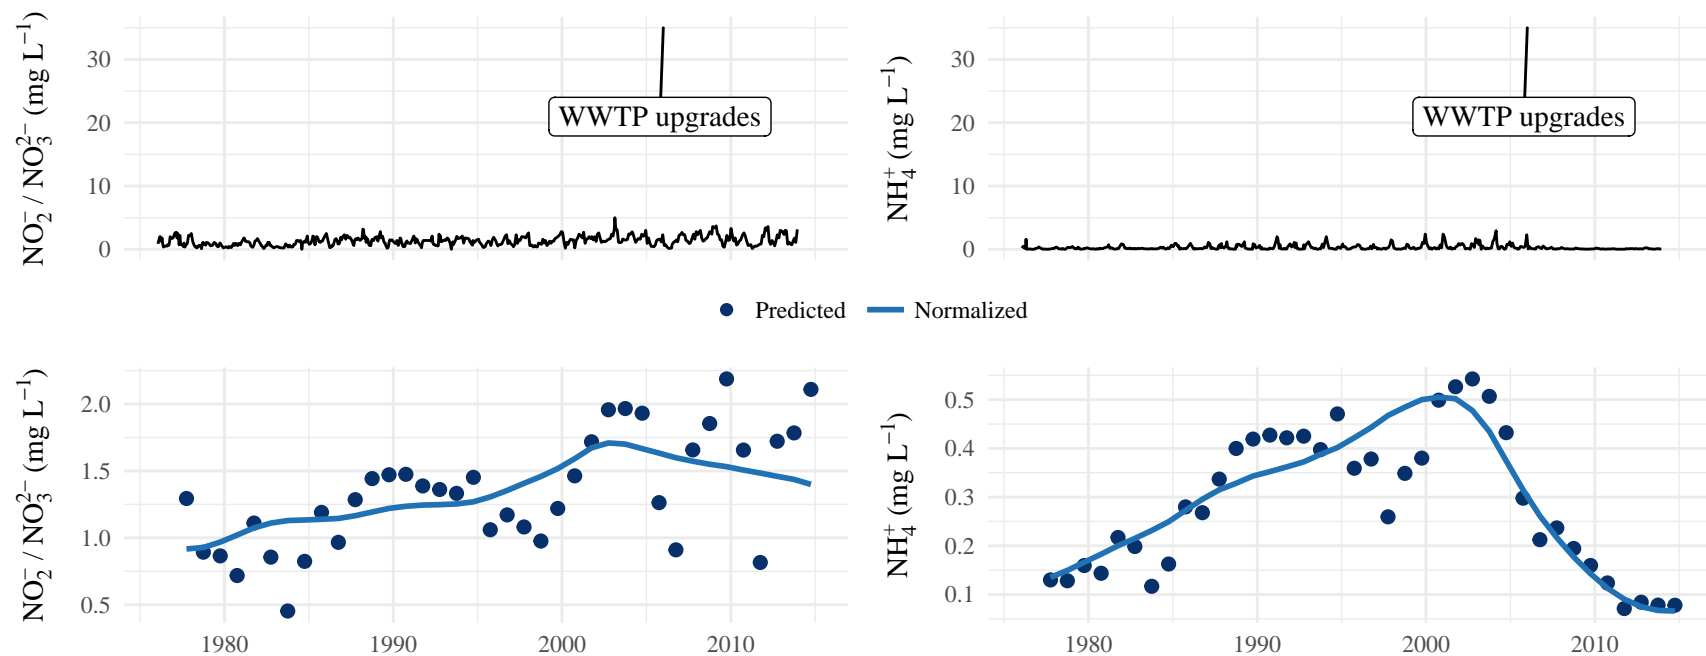 NO₂⁻ / NO₃²⁻ (mg L⁻¹)
30
20
10
0
WWTP upgrades
NH₄⁺ (mg L⁻¹)
30
20
10
0
WWTP upgrades
Predicted
Normalized
NO₂⁻ / NO₃²⁻ (mg L⁻¹)
2.0
1.5
1.0
0.5
1980 1990 2000 2010
NH₄⁺ (mg L⁻¹)
0.5
0.4
0.3
0.2
0.1
1980 1990 2000 2010